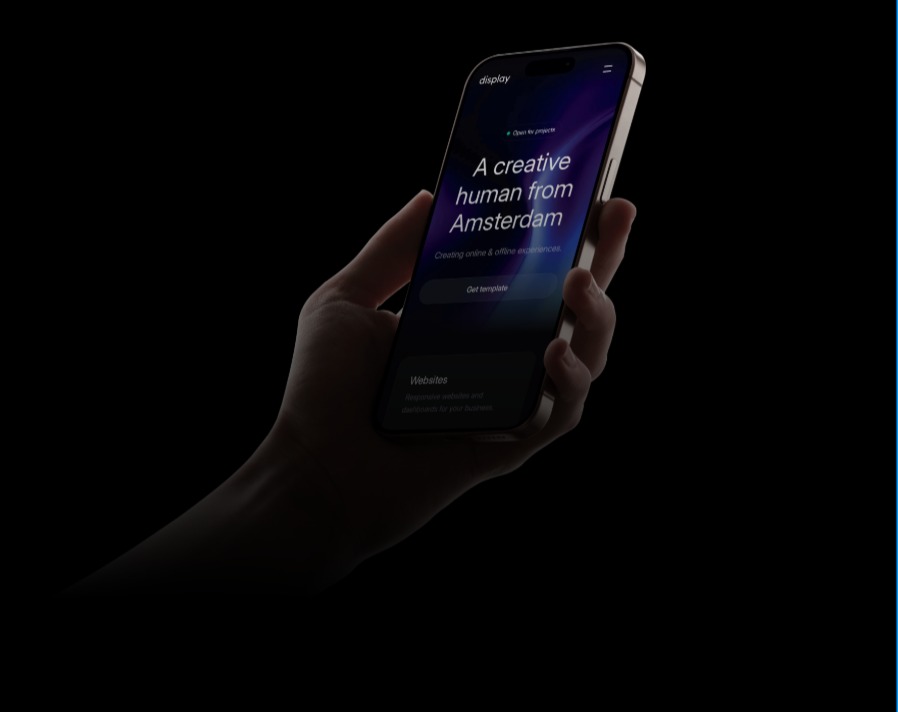 display
Open for projects
A creative
human from
Amsterdam
Creating online & offline experiences.
Get template
Websites
Responsive websites and
dashboards for your business.